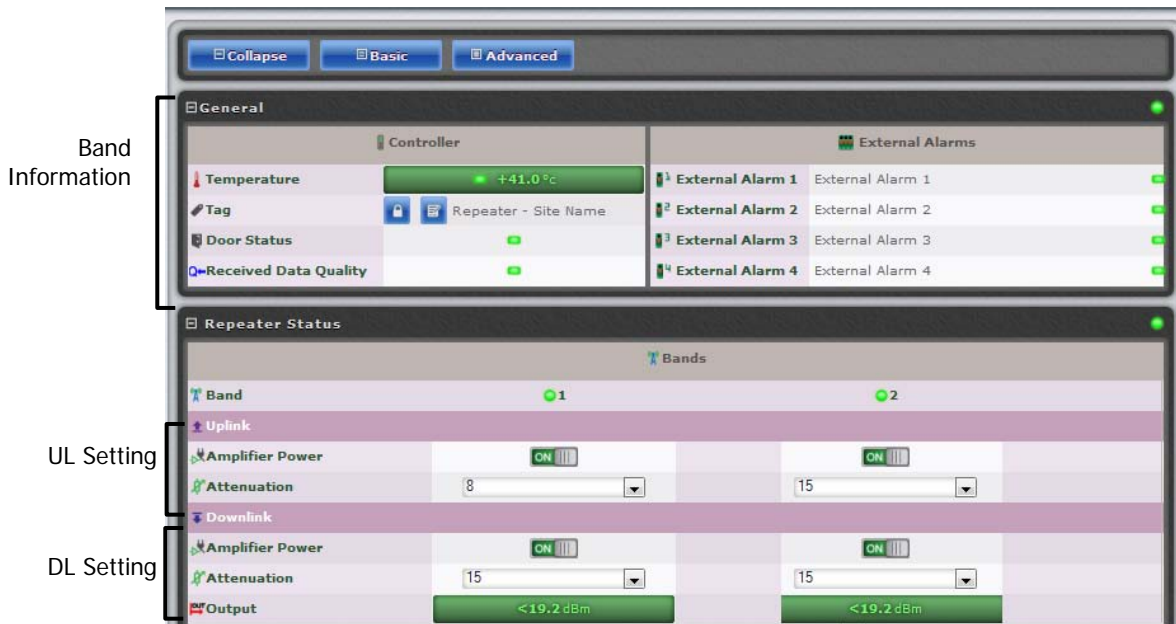 Collapse Basic Advanced
General
Band Information
Controller External Alarms
Temperature +41.0 °c External Alarm 1 External Alarm 1
Tag Repeater - Site Name External Alarm 2 External Alarm 2
Door Status External Alarm 3 External Alarm 3
Received Data Quality External Alarm 4 External Alarm 4
Repeater Status
Bands
Band 1 2
Uplink
UL Setting
Amplifier Power ON ON
Attenuation 8 15
Downlink
DL Setting
Amplifier Power ON ON
Attenuation 15 15
Output <19.2 dBm <19.2 dBm